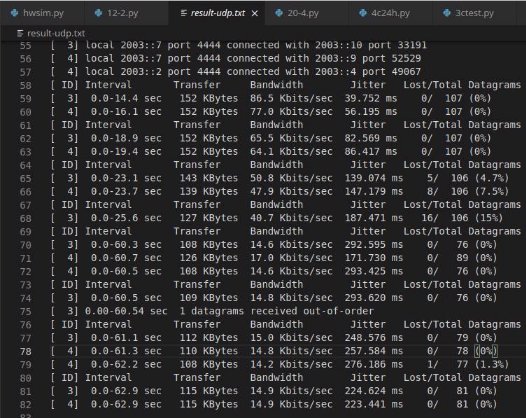 hwsim.py 12-2.py result-udp.txt × 20-4.py 4c24h.py 3ctest.py
result-udp.txt
55 [ 3] local 2003::7 port 4444 connected with 2003::10 port 33191
56 [ 4] local 2003::7 port 4444 connected with 2003::9 port 52529
57 [ 4] local 2003::2 port 4444 connected with 2003::4 port 49067
58 [ ID] Interval Transfer Bandwidth Jitter Lost/Total Datagrams
59 [ 3] 0.0-14.4 sec 152 KBytes 86.5 Kbits/sec 39.752 ms 0/ 107 (0%)
60 [ 4] 0.0-16.1 sec 152 KBytes 77.0 Kbits/sec 56.195 ms 0/ 107 (0%)
61 [ ID] Interval Transfer Bandwidth Jitter Lost/Total Datagrams
62 [ 3] 0.0-18.9 sec 152 KBytes 65.5 Kbits/sec 82.569 ms 0/ 107 (0%)
63 [ 4] 0.0-19.4 sec 152 KBytes 64.1 Kbits/sec 86.417 ms 0/ 107 (0%)
64 [ ID] Interval Transfer Bandwidth Jitter Lost/Total Datagrams
65 [ 3] 0.0-23.1 sec 143 KBytes 50.8 Kbits/sec 139.074 ms 5/ 106 (4.7%)
66 [ 4] 0.0-23.7 sec 139 KBytes 47.9 Kbits/sec 147.179 ms 8/ 106 (7.5%)
67 [ ID] Interval Transfer Bandwidth Jitter Lost/Total Datagrams
68 [ 3] 0.0-25.6 sec 127 KBytes 40.7 Kbits/sec 187.471 ms 16/ 106 (15%)
69 [ ID] Interval Transfer Bandwidth Jitter Lost/Total Datagrams
70 [ 3] 0.0-60.3 sec 108 KBytes 14.6 Kbits/sec 292.595 ms 0/ 76 (0%)
71 [ 4] 0.0-60.7 sec 126 KBytes 17.0 Kbits/sec 171.730 ms 0/ 89 (0%)
72 [ 4] 0.0-60.5 sec 108 KBytes 14.6 Kbits/sec 293.425 ms 0/ 76 (0%)
73 [ ID] Interval Transfer Bandwidth Jitter Lost/Total Datagrams
74 [ 3] 0.0-60.5 sec 109 KBytes 14.8 Kbits/sec 293.620 ms 0/ 76 (0%)
75 [ 3] 0.00-60.54 sec 1 datagrams received out-of-order
76 [ ID] Interval Transfer Bandwidth Jitter Lost/Total Datagrams
77 [ 3] 0.0-61.1 sec 112 KBytes 15.0 Kbits/sec 248.576 ms 0/ 79 (0%)
78 [ 4] 0.0-61.3 sec 110 KBytes 14.8 Kbits/sec 257.584 ms 0/ 78 (0%)
79 [ 4] 0.0-62.2 sec 108 KBytes 14.2 Kbits/sec 276.186 ms 1/ 77 (1.3%)
80 [ ID] Interval Transfer Bandwidth Jitter Lost/Total Datagrams
81 [ 3] 0.0-62.9 sec 115 KBytes 14.9 Kbits/sec 224.624 ms 0/ 81 (0%)
82 [ 4] 0.0-62.9 sec 115 KBytes 14.9 Kbits/sec 223.441 ms 0/ 81 (0%)
83